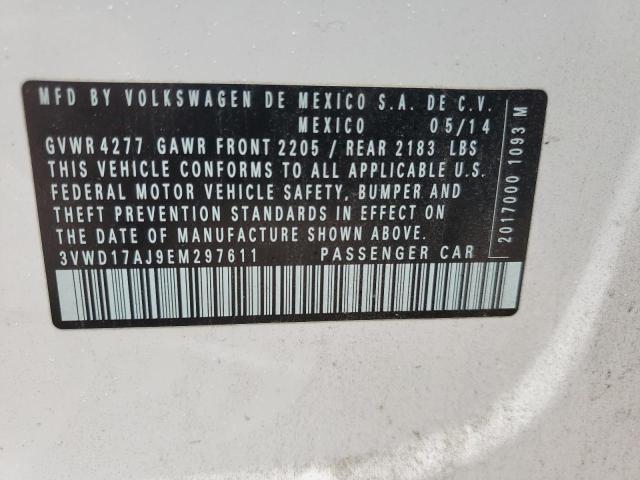 MFD BY VOLKSWAGEN DE MEXICO S.A. DE C.V.
MEXICO 05/14
GVWR 4277 GAWR FRONT 2205 / REAR 2183 LBS
THIS VEHICLE CONFORMS TO ALL APPLICABLE U.S.
FEDERAL MOTOR VEHICLE SAFETY, BUMPER AND
THEFT PREVENTION STANDARDS IN EFFECT ON
THE DATE OF MANUFACTURE SHOWN ABOVE.
3VWD17AJ9EM297611 PASSENGER CAR
2017000 1093 M